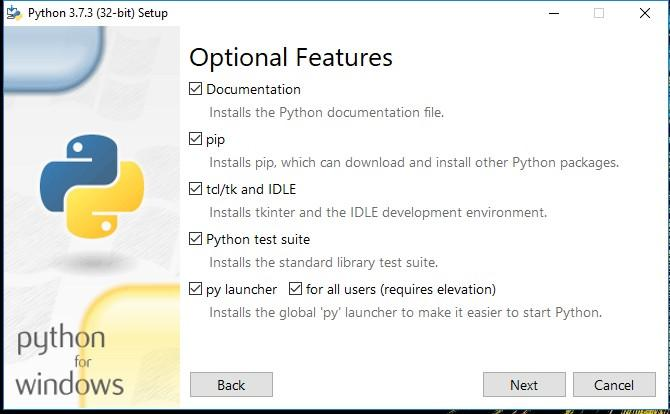 Python 3.7.3 (32-bit) Setup
Optional Features
Documentation
Installs the Python documentation file.
pip
Installs pip, which can download and install other Python packages.
tcl/tk and IDLE
Installs tkinter and the IDLE development environment.
Python test suite
Installs the standard library test suite.
py launcher for all users (requires elevation)
Installs the global 'py' launcher to make it easier to start Python.
python
for
windows
Back Next Cancel